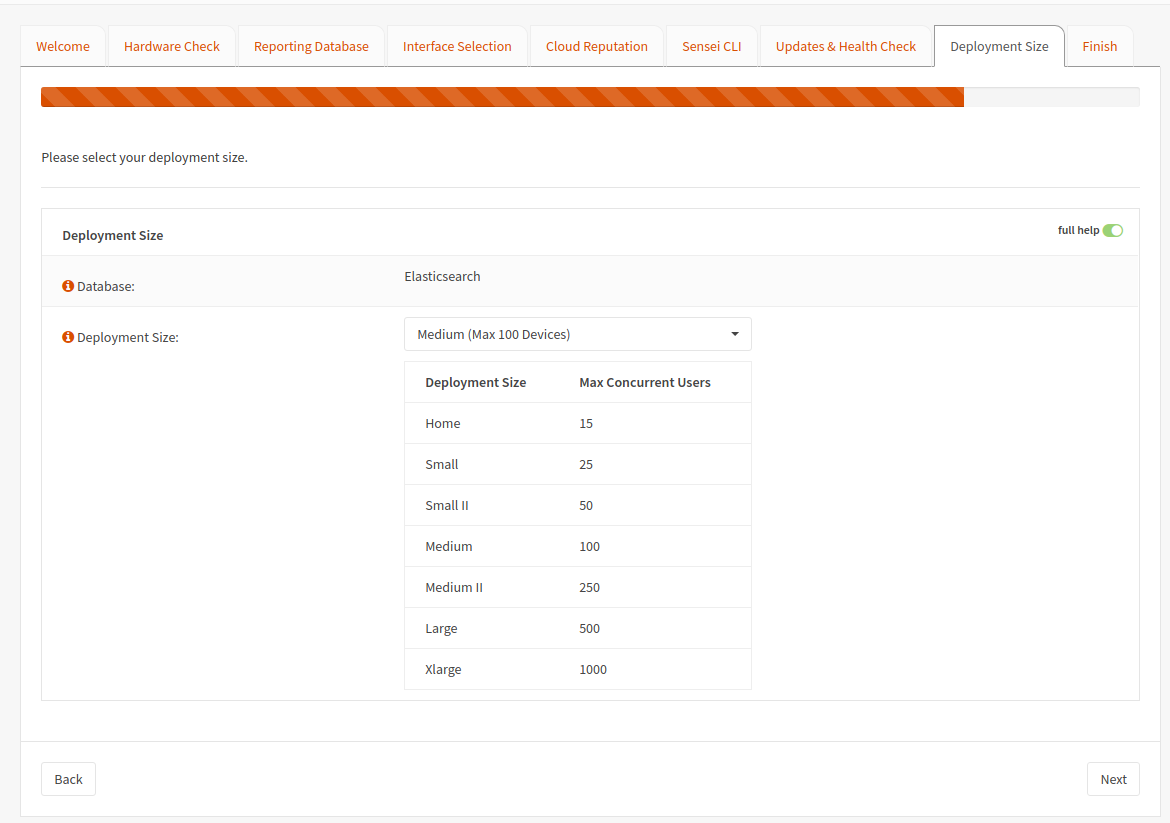 Welcome Hardware Check Reporting Database Interface Selection Cloud Reputation Sensei CLI Updates & Health Check Deployment Size Finish
Please select your deployment size.
Deployment Size full help
Database: Elasticsearch
Deployment Size: Medium (Max 100 Devices)
Deployment Size Max Concurrent Users
Home 15
Small 25
Small II 50
Medium 100
Medium II 250
Large 500
Xlarge 1000
Back Next